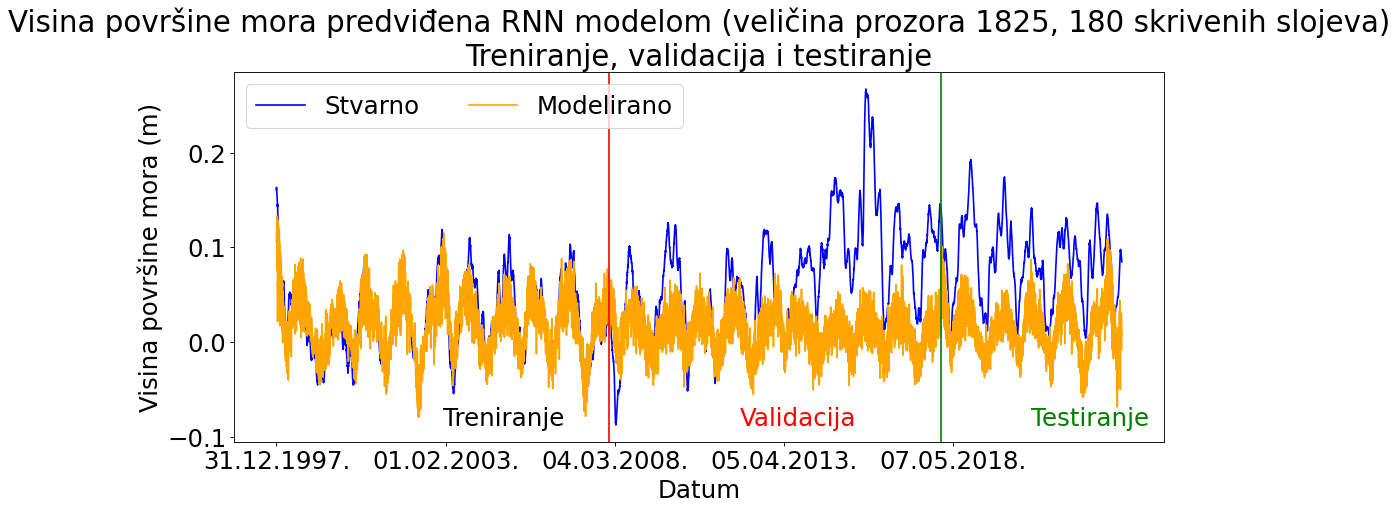 Visina površine mora predviđena RNN modelom (veličina prozora 1825, 180 skrivenih slojeva)
Treniranje, validacija i testiranje
Stvarno
Modelirano
Visina površine mora (m)
0.2
0.1
0.0
−0.1
Treniranje
Validacija
Testiranje
31.12.1997.
01.02.2003.
04.03.2008.
05.04.2013.
07.05.2018.
Datum